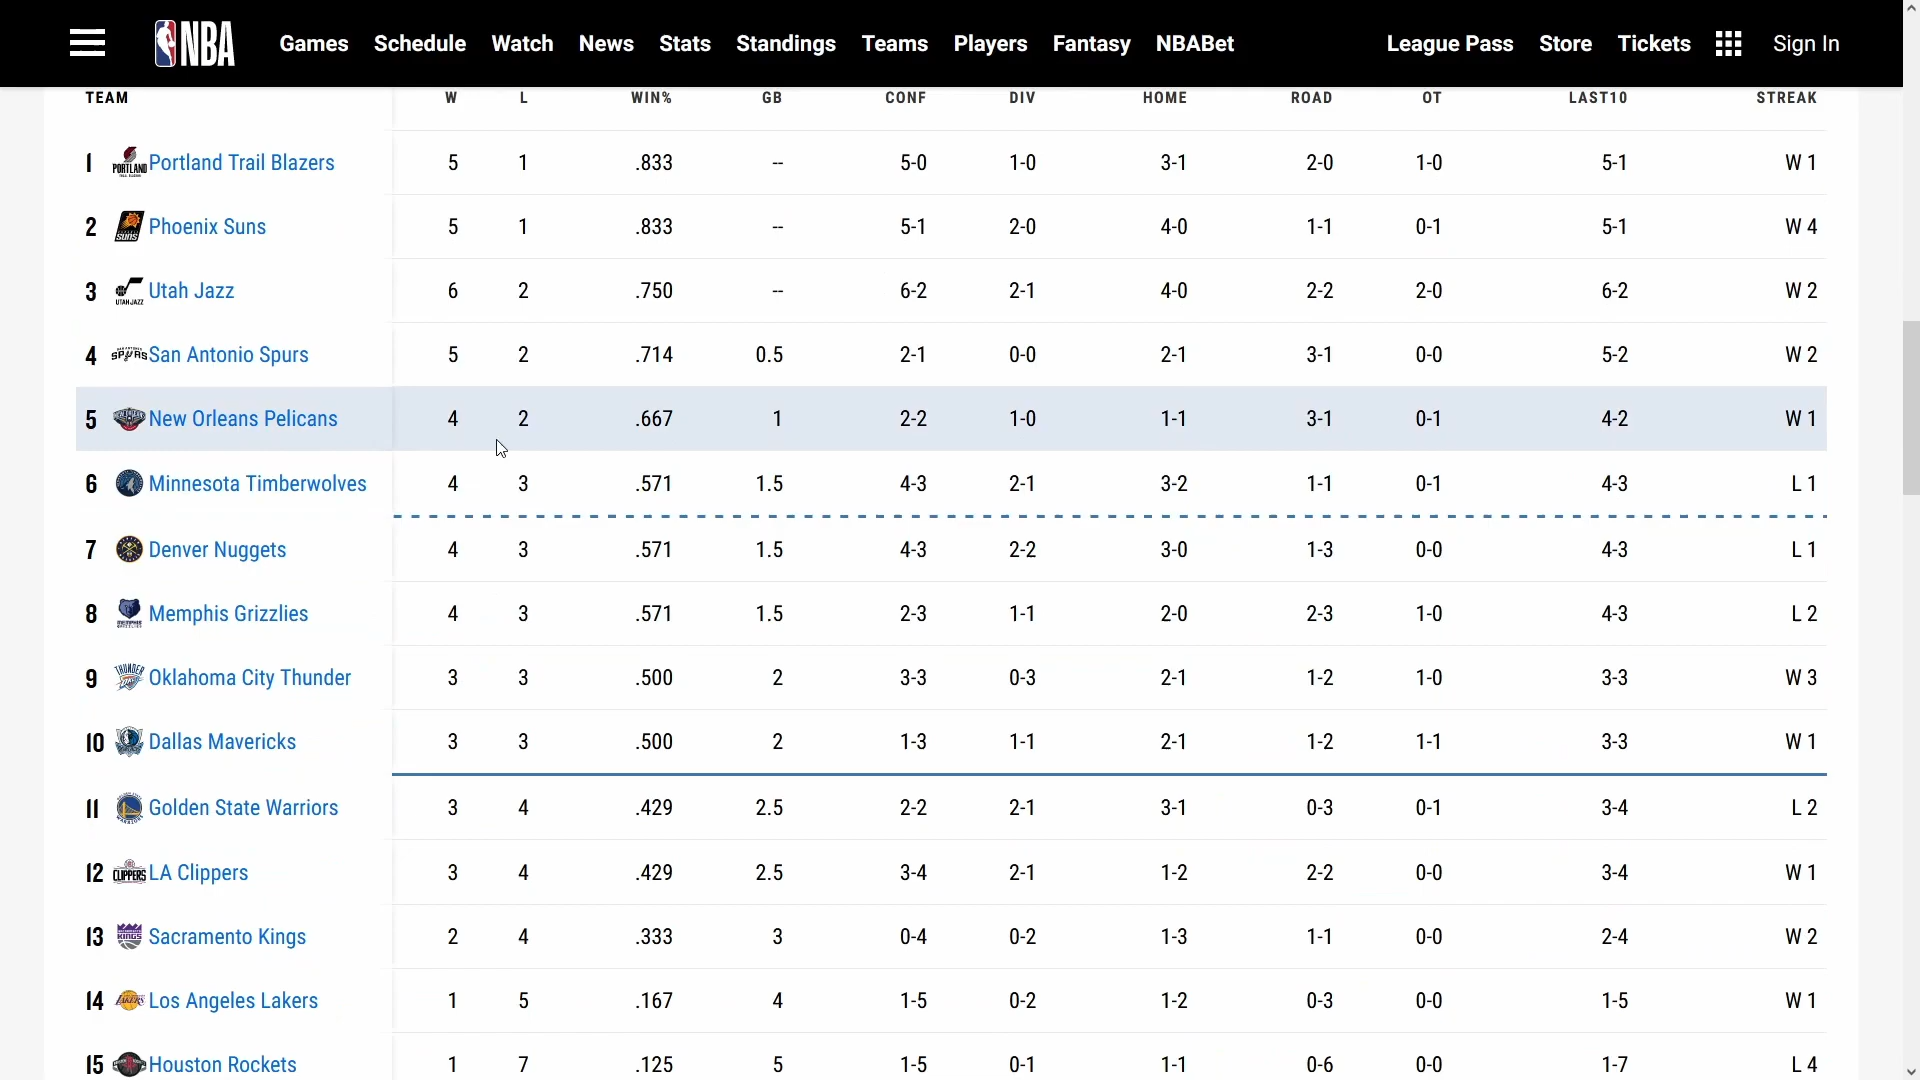 NBA Games Schedule Watch News Stats Standings Teams Players Fantasy NBABet League Pass Store Tickets Sign In
TEAM W L WIN% GB CONF DIV HOME ROAD OT LAST10 STREAK
1 PORTLAND Portland Trail Blazers 5 1 .833 -- 5-0 1-0 3-1 2-0 1-0 5-1 W 1
2 SUNS Phoenix Suns 5 1 .833 -- 5-1 2-0 4-0 1-1 0-1 5-1 W 4
3 UTAH JAZZ Utah Jazz 6 2 .750 -- 6-2 2-1 4-0 2-2 2-0 6-2 W 2
4 SPURS San Antonio Spurs 5 2 .714 0.5 2-1 0-0 2-1 3-1 0-0 5-2 W 2
5 New Orleans Pelicans 4 2 .667 1 2-2 1-0 1-1 3-1 0-1 4-2 W 1
6 Minnesota Timberwolves 4 3 .571 1.5 4-3 2-1 3-2 1-1 0-1 4-3 L 1
7 Denver Nuggets 4 3 .571 1.5 4-3 2-2 3-0 1-3 0-0 4-3 L 1
8 Memphis Grizzlies 4 3 .571 1.5 2-3 1-1 2-0 2-3 1-0 4-3 L 2
9 THUNDER Oklahoma City Thunder 3 3 .500 2 3-3 0-3 2-1 1-2 1-0 3-3 W 3
10 Dallas Mavericks 3 3 .500 2 1-3 1-1 2-1 1-2 1-1 3-3 W 1
11 Golden State Warriors 3 4 .429 2.5 2-2 2-1 3-1 0-3 0-1 3-4 L 2
12 CLIPPERS LA Clippers 3 4 .429 2.5 3-4 2-1 1-2 2-2 0-0 3-4 W 1
13 KINGS Sacramento Kings 2 4 .333 3 0-4 0-2 1-3 1-1 0-0 2-4 W 2
14 LAKERS Los Angeles Lakers 1 5 .167 4 1-5 0-2 1-2 0-3 0-0 1-5 W 1
15 Houston Rockets 1 7 .125 5 1-5 0-1 1-1 0-6 0-0 1-7 L 4